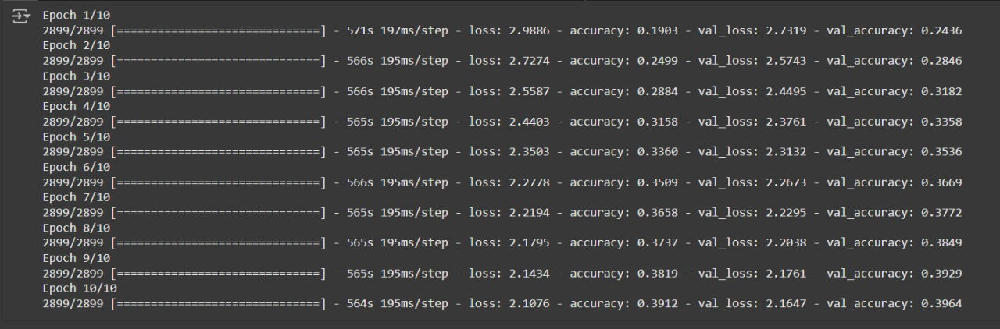 Epoch 1/10
2899/2899 [==============================] - 571s 197ms/step - loss: 2.9886 - accuracy: 0.1903 - val_loss: 2.7319 - val_accuracy: 0.2436
Epoch 2/10
2899/2899 [==============================] - 566s 195ms/step - loss: 2.7274 - accuracy: 0.2499 - val_loss: 2.5743 - val_accuracy: 0.2846
Epoch 3/10
2899/2899 [==============================] - 566s 195ms/step - loss: 2.5587 - accuracy: 0.2884 - val_loss: 2.4495 - val_accuracy: 0.3182
Epoch 4/10
2899/2899 [==============================] - 565s 195ms/step - loss: 2.4403 - accuracy: 0.3158 - val_loss: 2.3761 - val_accuracy: 0.3358
Epoch 5/10
2899/2899 [==============================] - 565s 195ms/step - loss: 2.3503 - accuracy: 0.3360 - val_loss: 2.3132 - val_accuracy: 0.3536
Epoch 6/10
2899/2899 [==============================] - 566s 195ms/step - loss: 2.2778 - accuracy: 0.3509 - val_loss: 2.2673 - val_accuracy: 0.3669
Epoch 7/10
2899/2899 [==============================] - 565s 195ms/step - loss: 2.2194 - accuracy: 0.3658 - val_loss: 2.2295 - val_accuracy: 0.3772
Epoch 8/10
2899/2899 [==============================] - 565s 195ms/step - loss: 2.1795 - accuracy: 0.3737 - val_loss: 2.2038 - val_accuracy: 0.3849
Epoch 9/10
2899/2899 [==============================] - 565s 195ms/step - loss: 2.1434 - accuracy: 0.3819 - val_loss: 2.1761 - val_accuracy: 0.3929
Epoch 10/10
2899/2899 [==============================] - 564s 195ms/step - loss: 2.1076 - accuracy: 0.3912 - val_loss: 2.1647 - val_accuracy: 0.3964